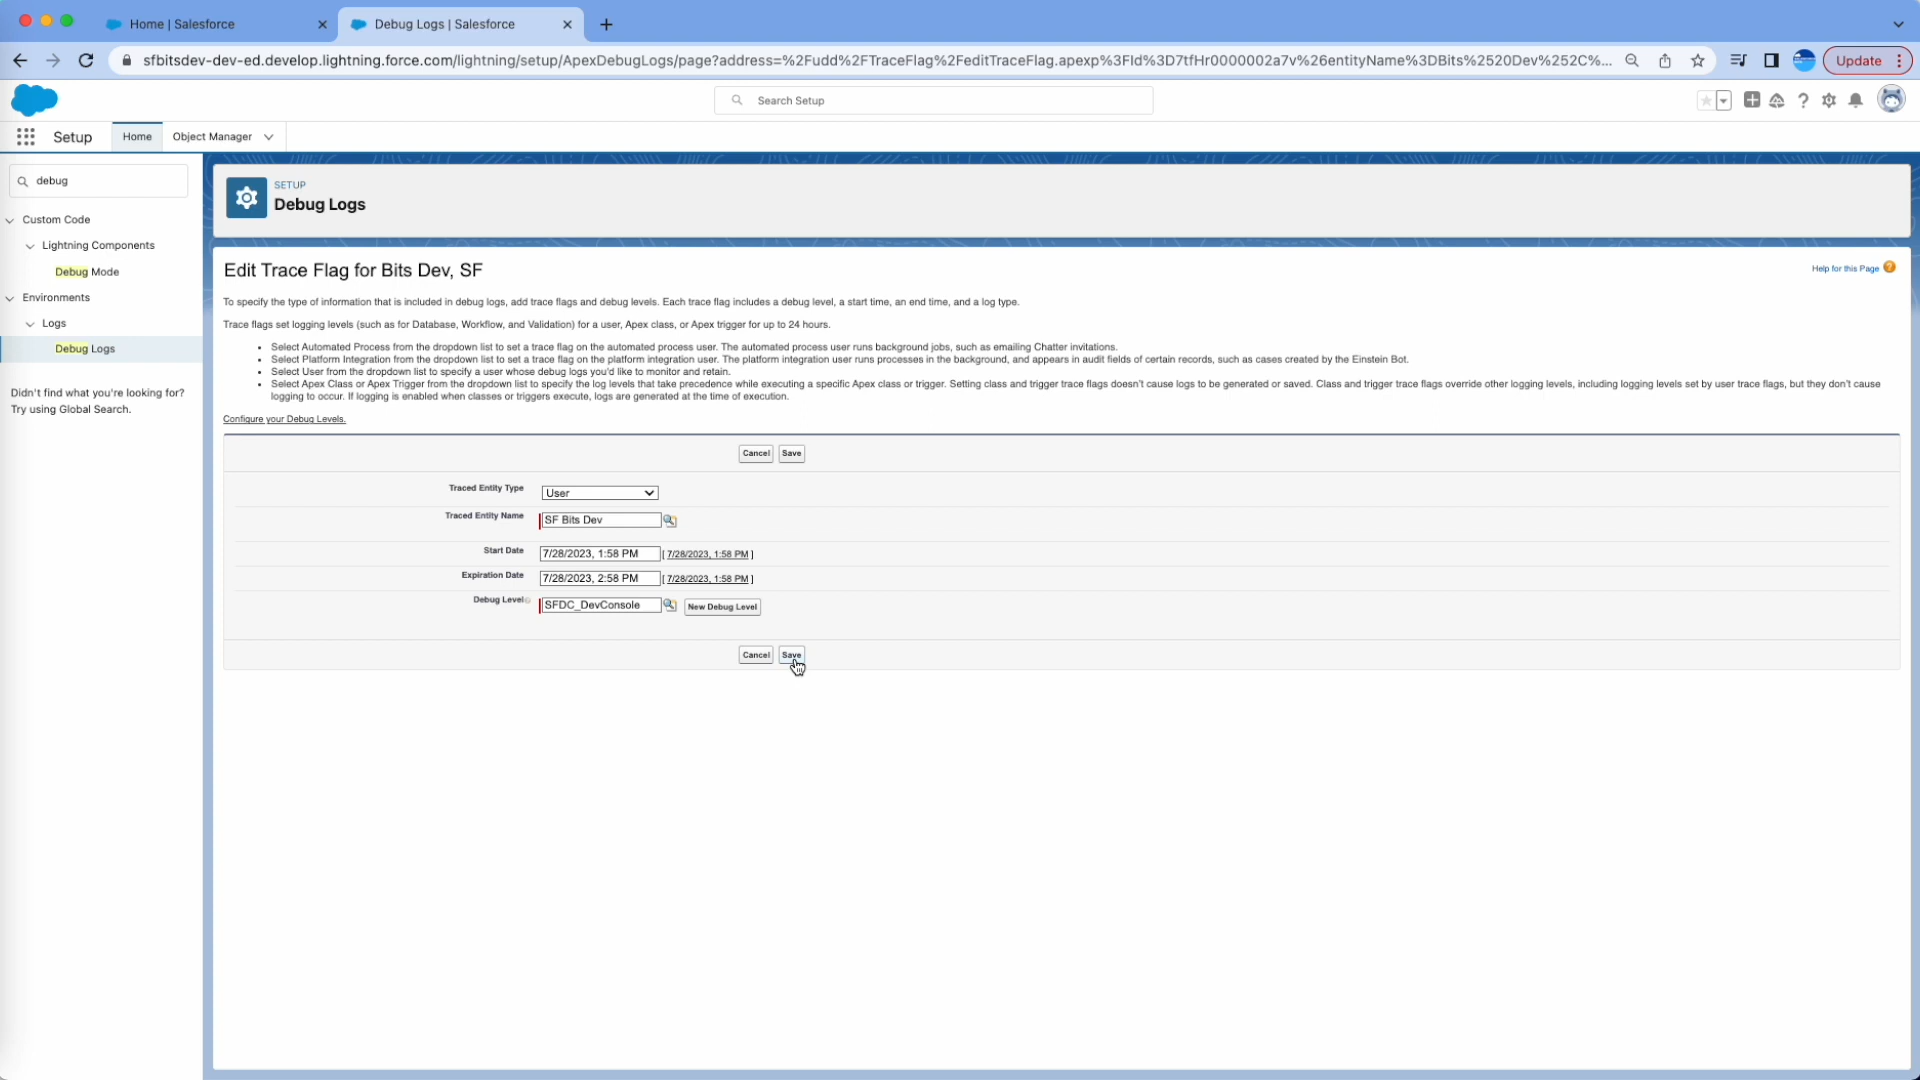 Home | Salesforce
Debug Logs | Salesforce
sfbitsdev-dev-ed.develop.lightning.force.com/lightning/setup/ApexDebugLogs/page?address=%2Fudd%2FTraceFlag%2FeditTraceFlag.apexp%3FId%3D7tfHr0000002a7v%26entityName%3DBits%2520Dev%252C%...
Update
Search Setup
Setup
Home
Object Manager
debug
Custom Code
Lightning Components
Debug Mode
Environments
Logs
Debug Logs
Didn't find what you're looking for?
Try using Global Search.
SETUP
Debug Logs
Edit Trace Flag for Bits Dev, SF
Help for this Page
To specify the type of information that is included in debug logs, add trace flags and debug levels. Each trace flag includes a debug level, a start time, an end time, and a log type.
Trace flags set logging levels (such as for Database, Workflow, and Validation) for a user, Apex class, or Apex trigger for up to 24 hours.
• Select Automated Process from the dropdown list to set a trace flag on the automated process user. The automated process user runs background jobs, such as emailing Chatter invitations.
• Select Platform Integration from the dropdown list to set a trace flag on the platform integration user. The platform integration user runs processes in the background, and appears in audit fields of certain records, such as cases created by the Einstein Bot.
• Select User from the dropdown list to specify a user whose debug logs you'd like to monitor and retain.
• Select Apex Class or Apex Trigger from the dropdown list to specify the log levels that take precedence while executing a specific Apex class or trigger. Setting class and trigger trace flags doesn't cause logs to be generated or saved. Class and trigger trace flags override other logging levels, including logging levels set by user trace flags, but they don't cause
logging to occur. If logging is enabled when classes or triggers execute, logs are generated at the time of execution.
Configure your Debug Levels.
Cancel Save
Traced Entity Type User
Traced Entity Name SF Bits Dev
Start Date 7/28/2023, 1:58 PM [ 7/28/2023, 1:58 PM ]
Expiration Date 7/28/2023, 2:58 PM [ 7/28/2023, 1:58 PM ]
Debug Level SFDC_DevConsole New Debug Level
Cancel Save